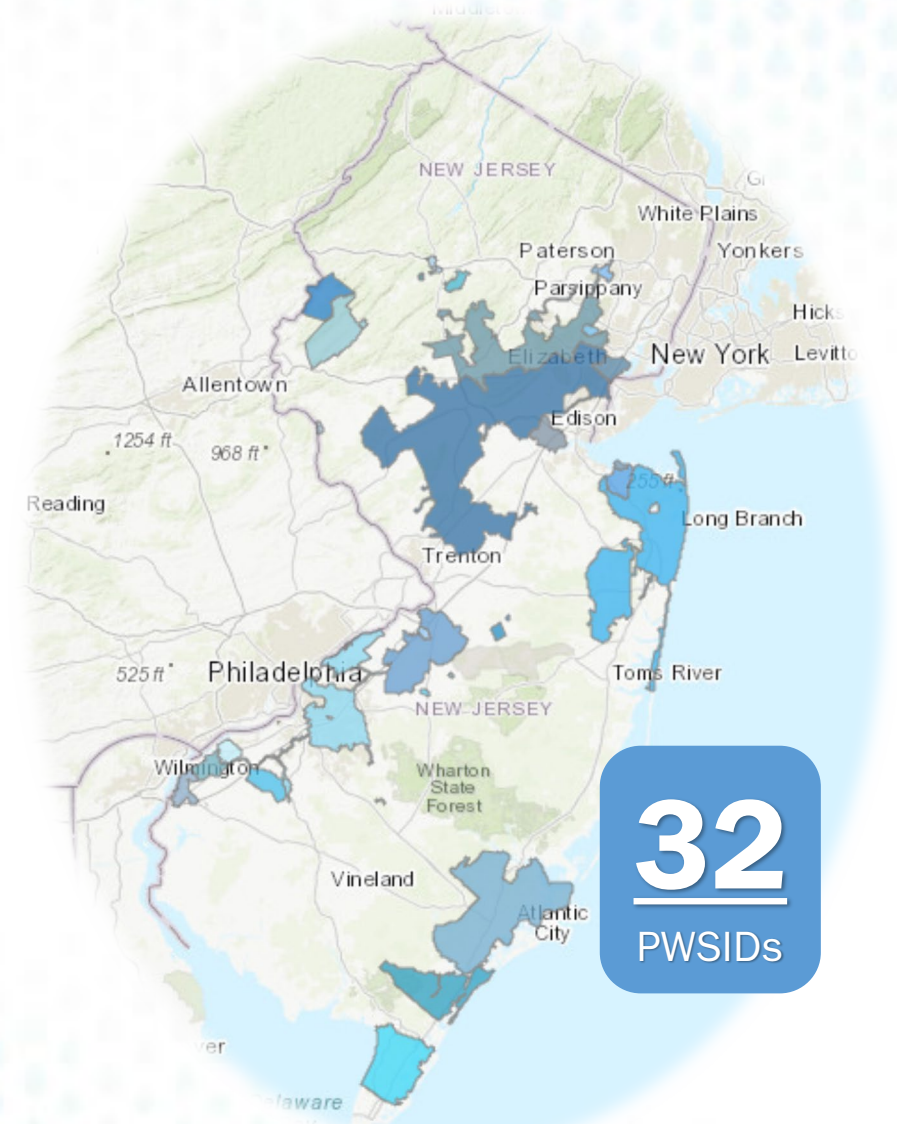 NEW JERSEY
White Plains
Paterson
Yonkers
Parsippany
Hicks
Elizabeth
New York
Levitto
Allentown
Edison
1254 ft
968 ft
255 ft
Reading
Long Branch
Trenton
525 ft
Philadelphia
Toms River
NEW JERSEY
Wilmington
Wharton
State
Forest
32
PWSIDs
Vineland
Atlantic
City